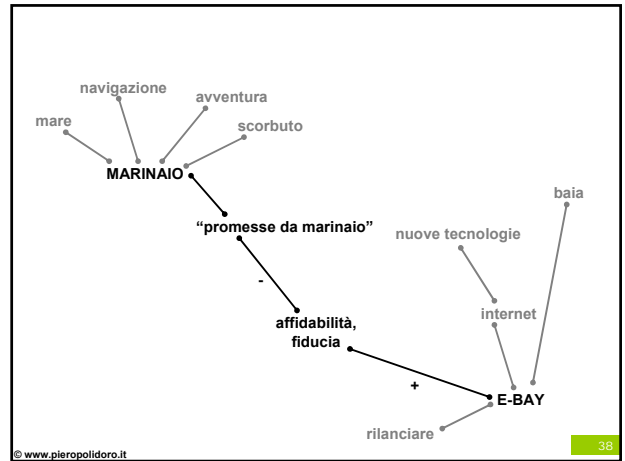 navigazione
avventura
mare
scorbuto
MARINAIO
baia
“promesse da marinaio”
nuove tecnologie
-
internet
affidabilità,
fiducia
+
E-BAY
rilanciare
38
© www.pieropolidoro.it